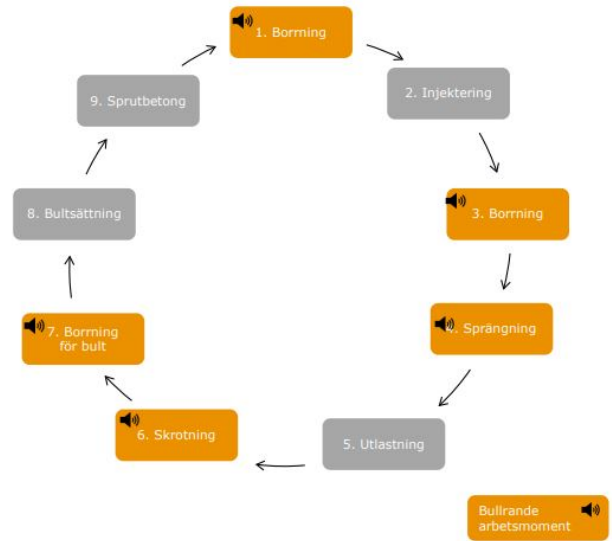 1. Borrning
2. Injektering
3. Borrning
4. Sprängning
5. Utlastning
6. Skrotning
7. Borrning
för bult
8. Bultsättning
9. Sprutbetong
Bullrande
arbetsmoment